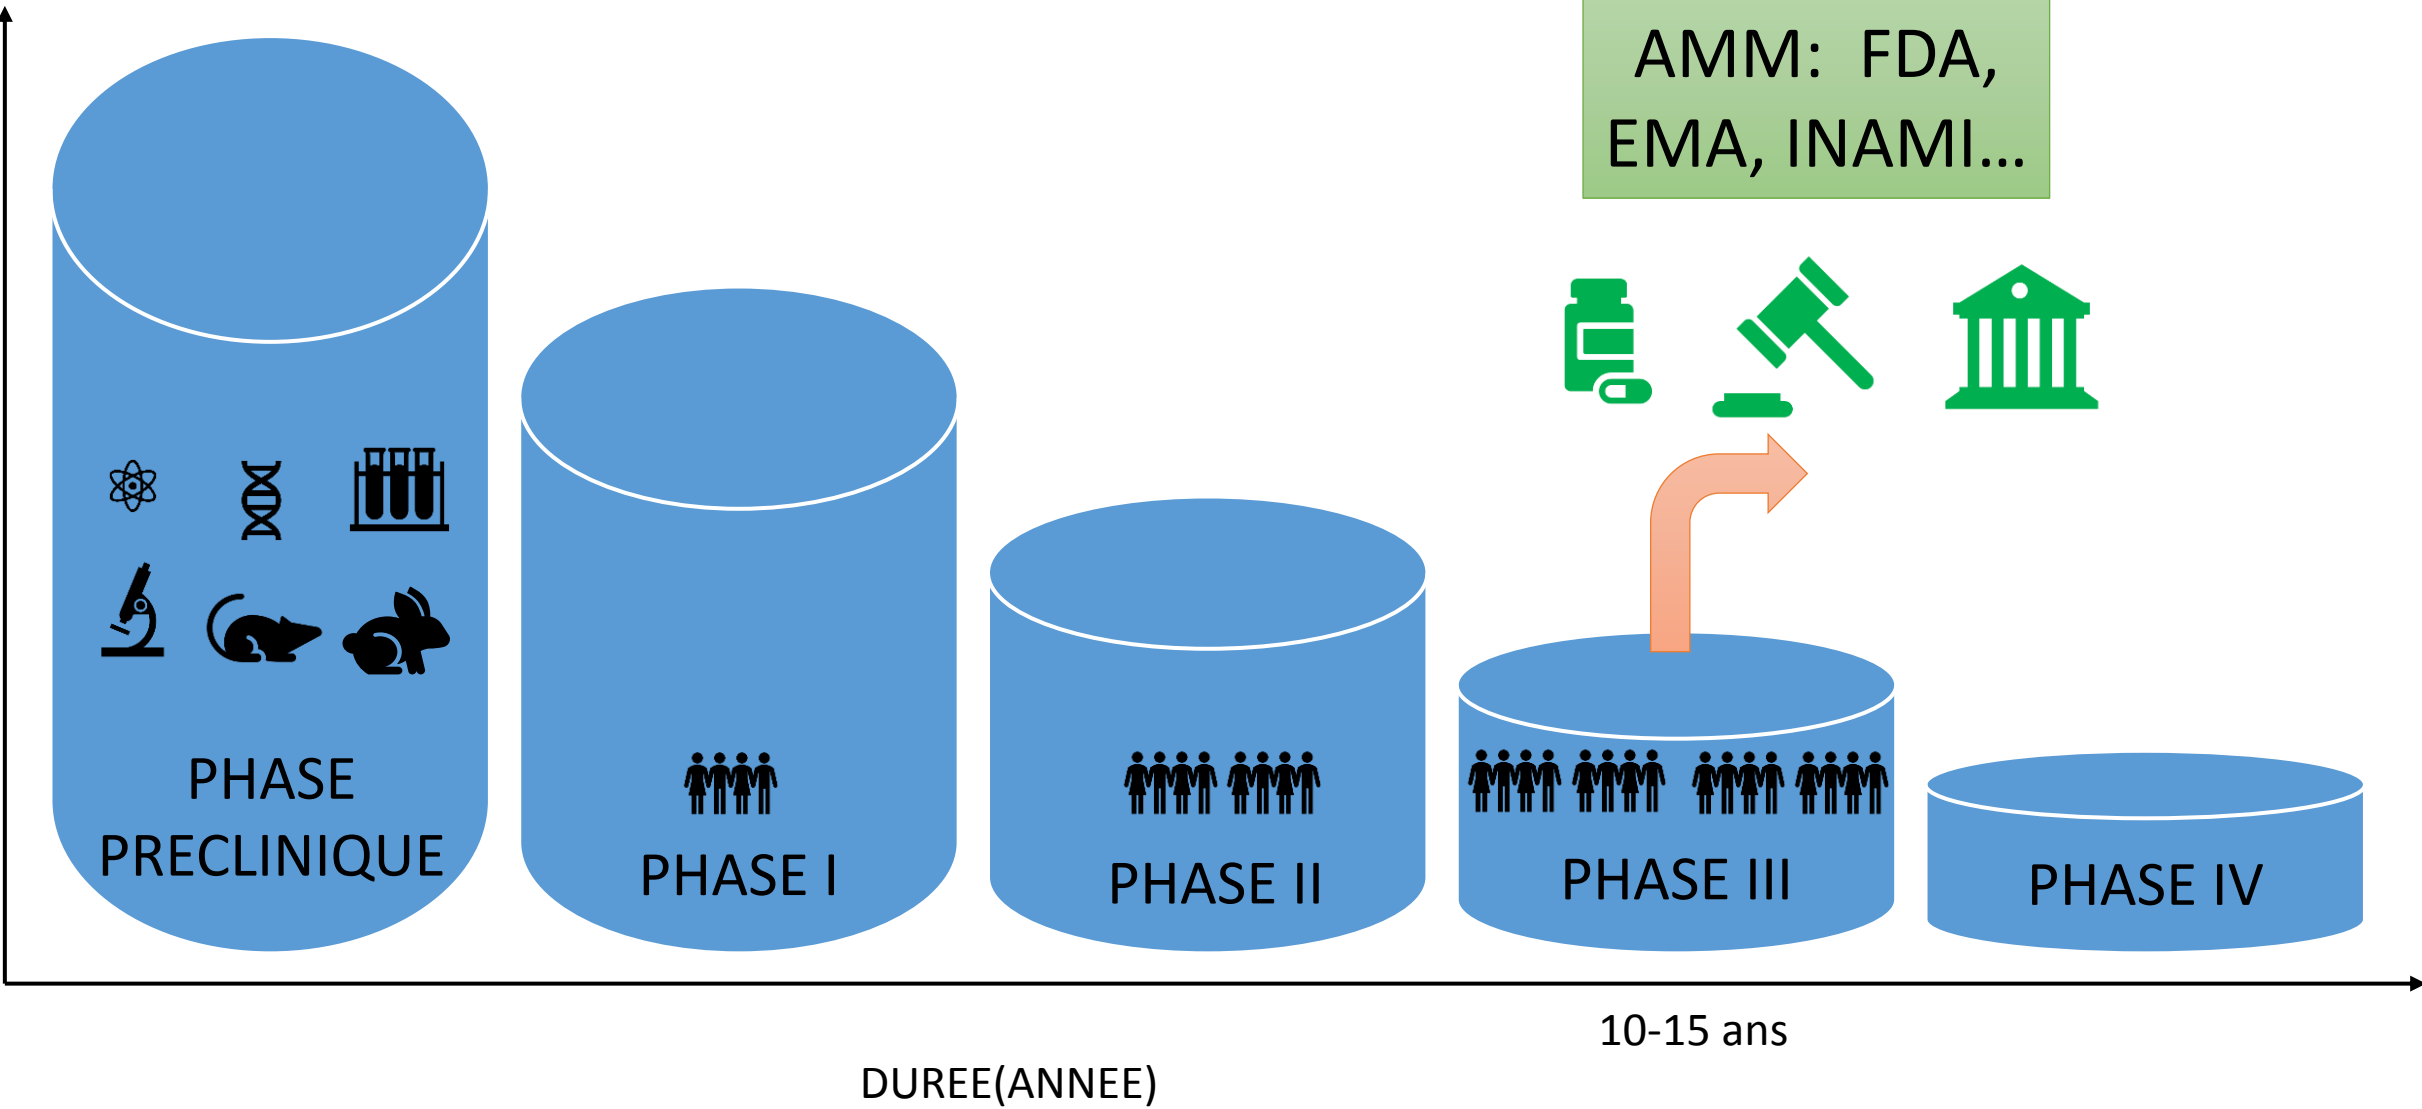 AMM: FDA,
EMA, INAMI...
PHASE
PRECLINIQUE
PHASE I
PHASE II
PHASE III
PHASE IV
10-15 ans
DUREE(ANNEE)